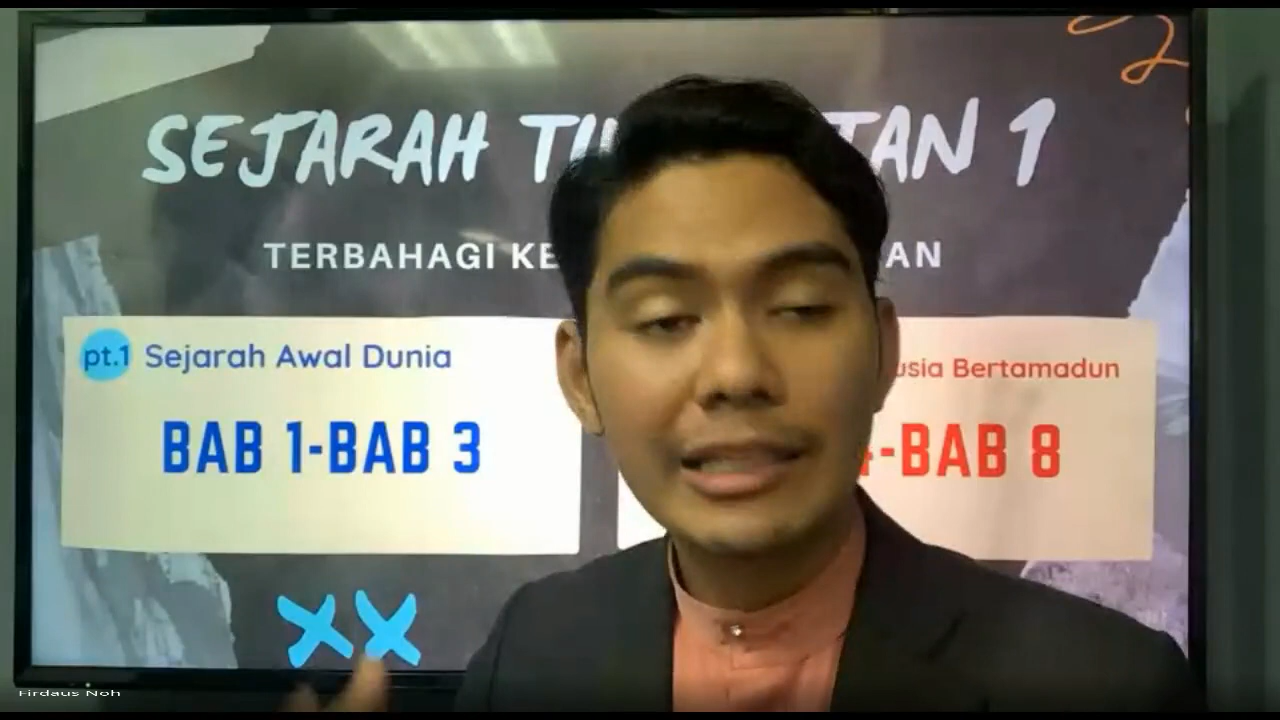 SEJARAH TAN 1
TERBAHAGI KE AN
pt.1 Sejarah Awal Dunia
usia Bertamadun
BAB 1-BAB 3
-BAB 8
Firdaus Noh